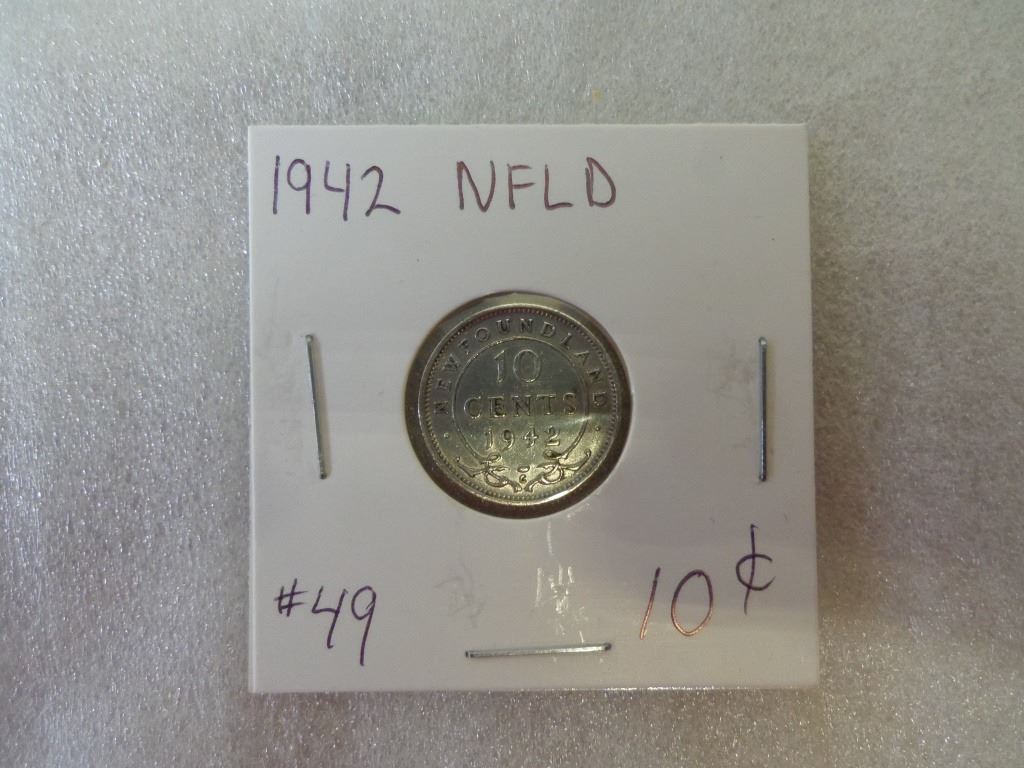 1942 NFLD
NEWFOUNDLAND
10
CENTS
1942
C
#49
10¢